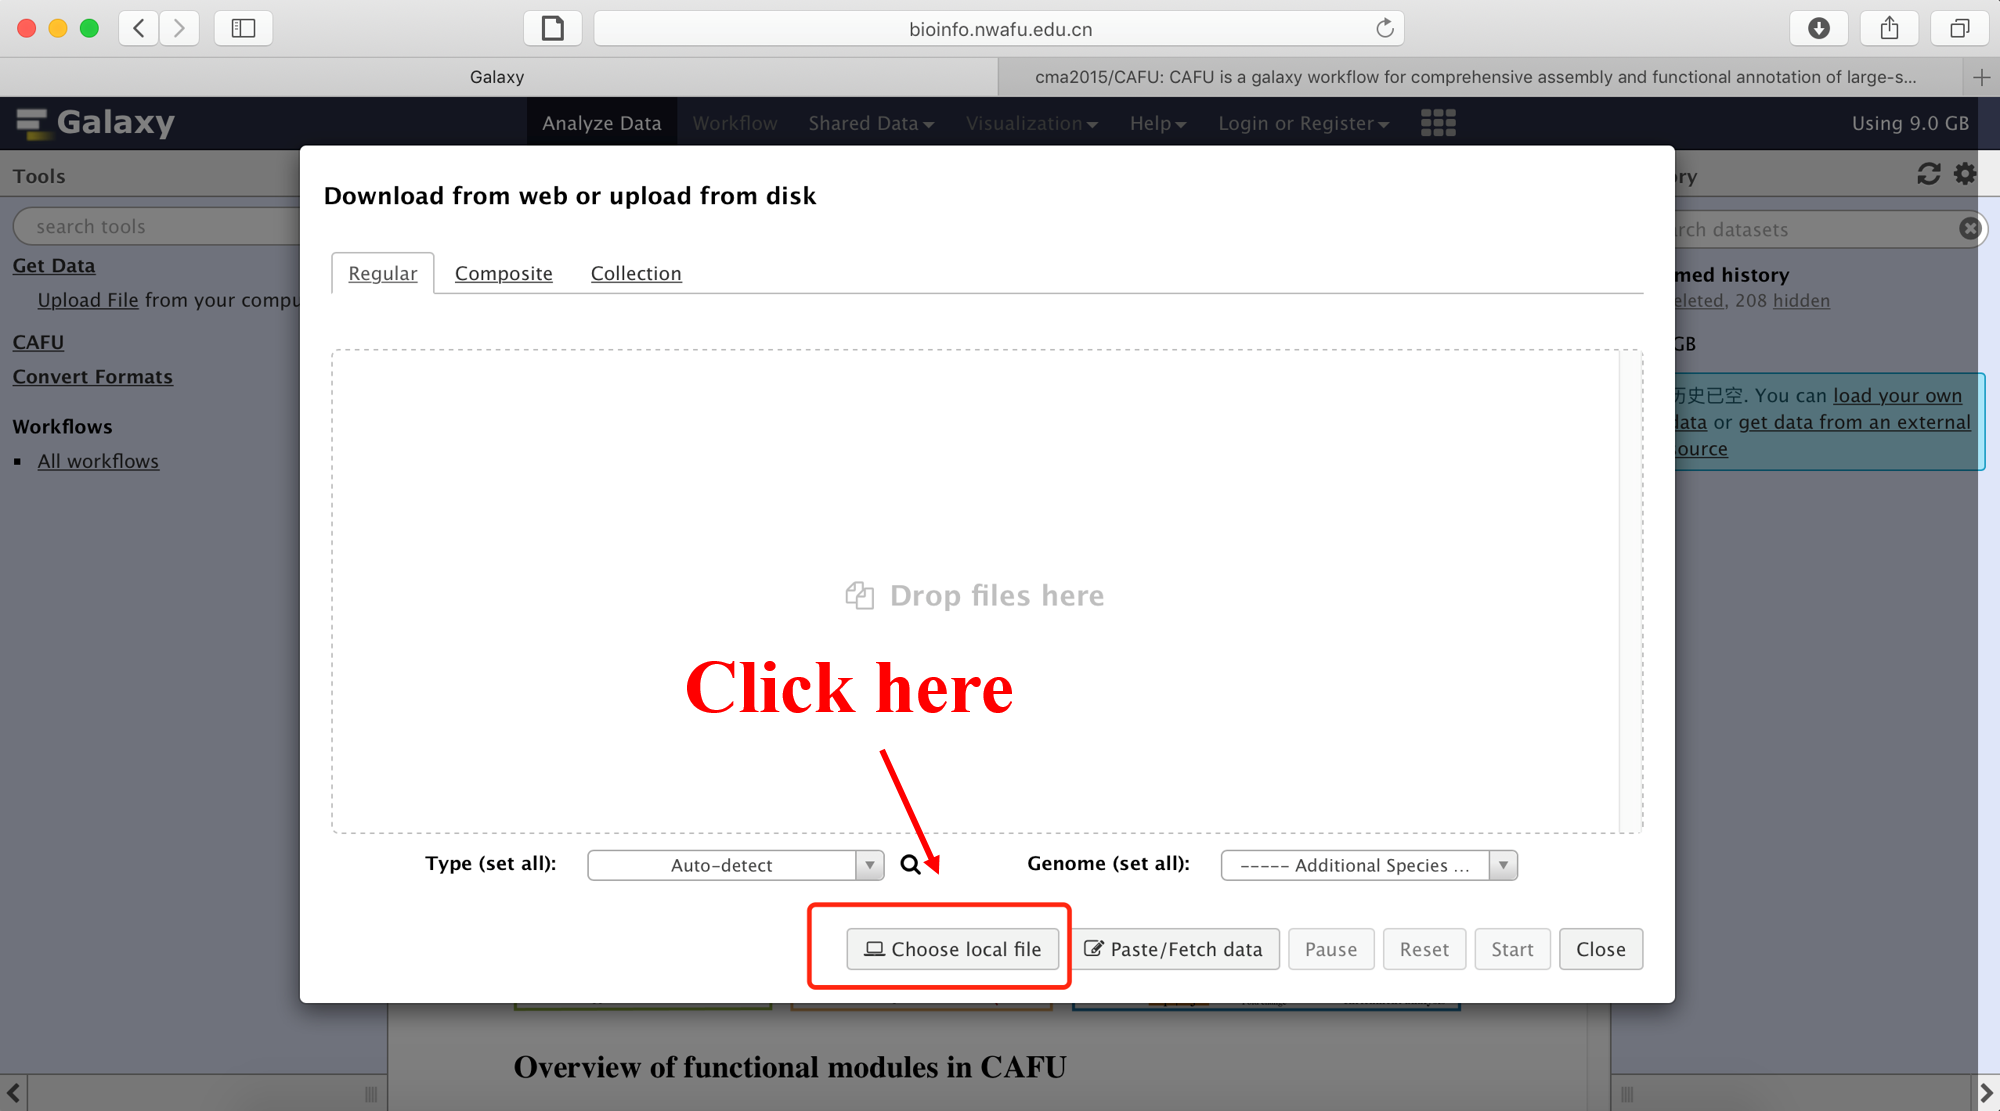 bioinfo.nwafu.edu.cn
Galaxy
cma2015/CAFU: CAFU is a galaxy workflow for comprehensive assembly and functional annotation of large-s...
Galaxy
Analyze Data
Workflow
Shared Data
Visualization
Help
Login or Register
Using 9.0 GB
Tools
search tools
Get Data
Upload File from your compu
CAFU
Convert Formats
Workflows
All workflows
Download from web or upload from disk
Regular
Composite
Collection
Drop files here
Click here
Type (set all):
Auto-detect
Genome (set all):
----- Additional Species ...
Choose local file
Paste/Fetch data
Pause
Reset
Start
Close
ry
rch datasets
med history
eleted, 208 hidden
GB
历史已空. You can load your own
data or get data from an external
source
Overview of functional modules in CAFU